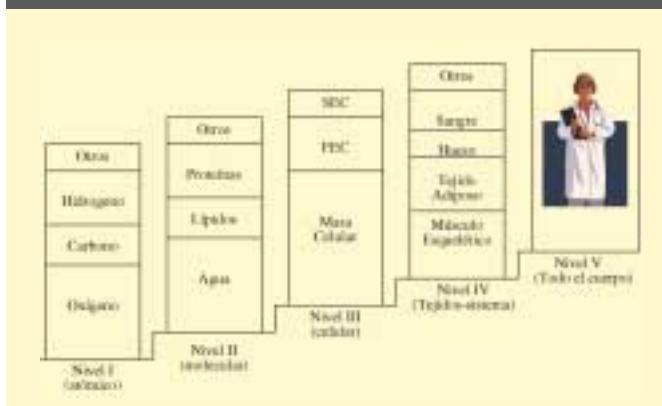 Otros
Hidrógeno
Carbono
Oxígeno
Nivel I
(atómico)
Otros
Proteínas
Lípidos
Agua
Nivel II
(molecular)
SEC
FEC
Masa
Celular
Nivel III
(celular)
Otros
Sangre
Hueso
Tejido
Adiposo
Músculo
Esquelético
Nivel IV
(Tejidos-sistema)
Nivel V
(Todo el cuerpo)